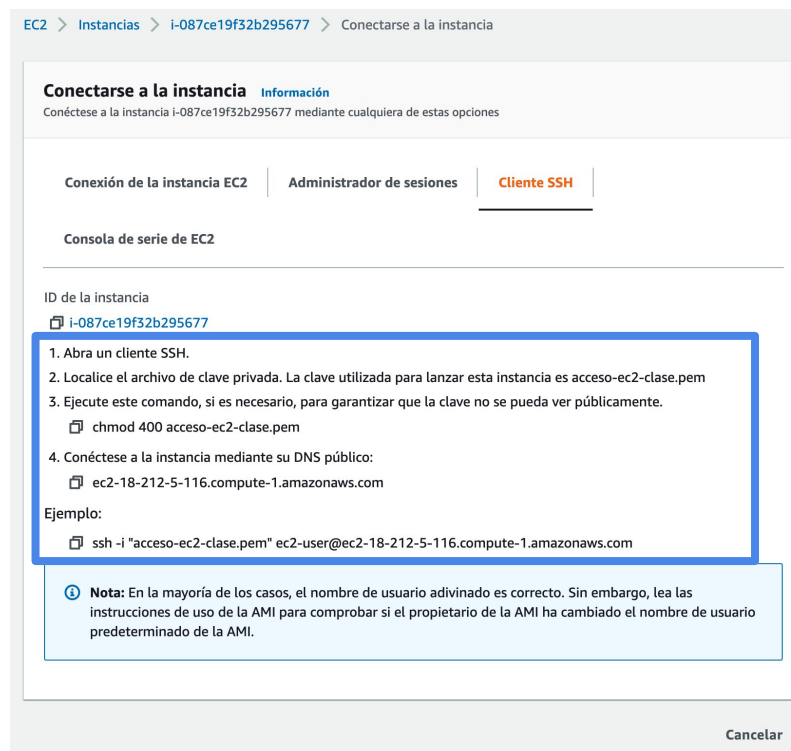 EC2 > Instancias > i-087ce19f32b295677 > Conectarse a la instancia
Conectarse a la instancia Información
Conéctese a la instancia i-087ce19f32b295677 mediante cualquiera de estas opciones
Conexión de la instancia EC2 Administrador de sesiones Cliente SSH
Consola de serie de EC2
ID de la instancia
i-087ce19f32b295677
1. Abra un cliente SSH.
2. Localice el archivo de clave privada. La clave utilizada para lanzar esta instancia es acceso-ec2-clase.pem
3. Ejecute este comando, si es necesario, para garantizar que la clave no se pueda ver públicamente.
chmod 400 acceso-ec2-clase.pem
4. Conéctese a la instancia mediante su DNS público:
ec2-18-212-5-116.compute-1.amazonaws.com
Ejemplo:
ssh -i "acceso-ec2-clase.pem" ec2-user@ec2-18-212-5-116.compute-1.amazonaws.com
Nota: En la mayoría de los casos, el nombre de usuario adivinado es correcto. Sin embargo, lea las
instrucciones de uso de la AMI para comprobar si el propietario de la AMI ha cambiado el nombre de usuario
predeterminado de la AMI.
Cancelar